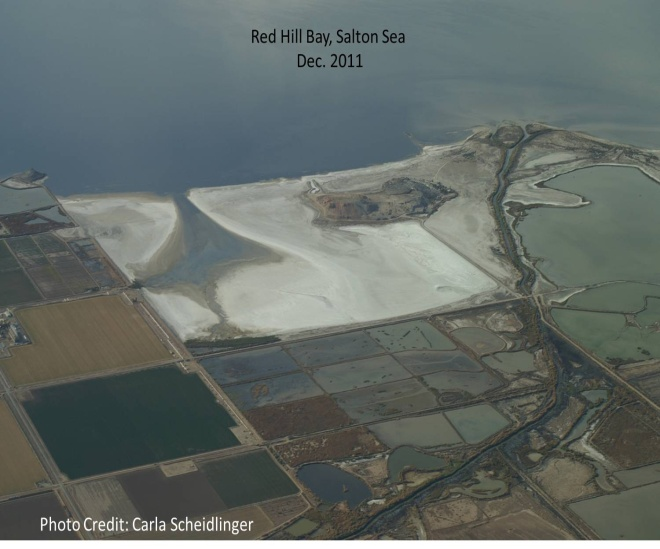 Red Hill Bay, Salton Sea
Dec. 2011
Photo Credit: Carla Scheidlinger